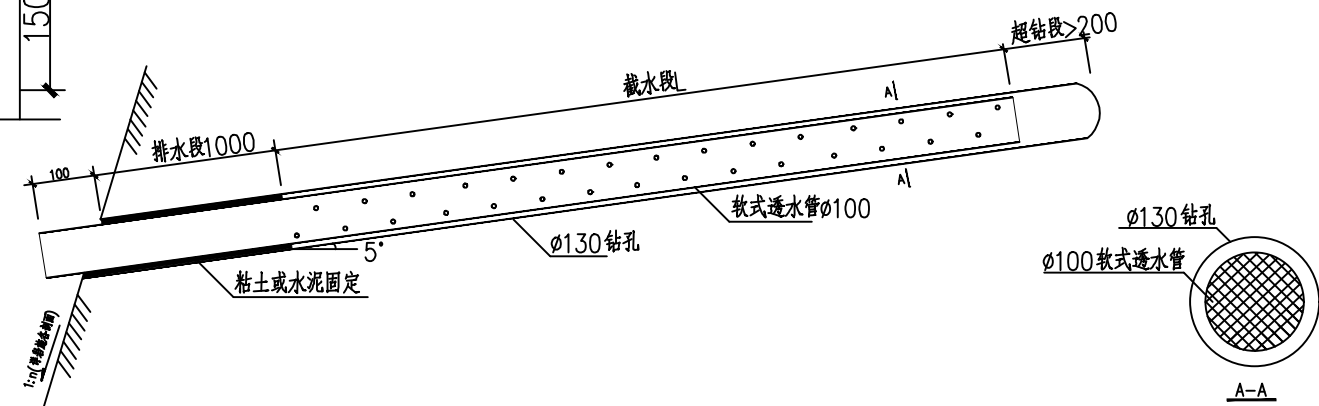 150
超钻段>200
截水段L
A
排水段1000
100
A
软式透水管Ø100
Ø130钻孔
5°
粘土或水泥固定
Ø130钻孔
Ø100软式透水管
A-A